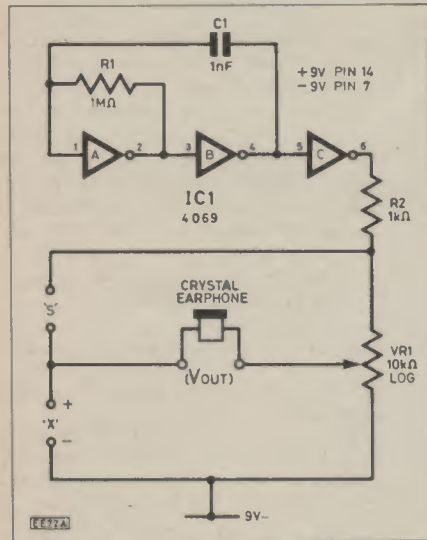 C1
1nF
R1
1MΩ
+9V PIN 14
-9V PIN 7
1 A 2 3 B 4 5 C 6
IC1
4069
R2
1kΩ
'S'
CRYSTAL
EARPHONE
(VOUT)
VR1
10kΩ
LOG
+
'X'
-
9V-
EE72A